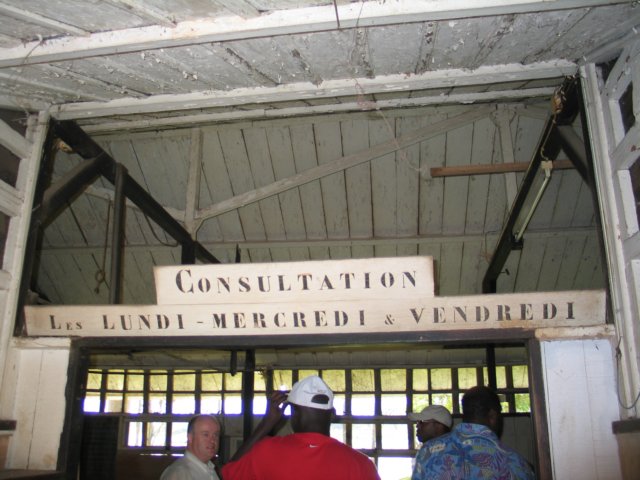 CONSULTATION
LES LUNDI - MERCREDI & VENDREDI